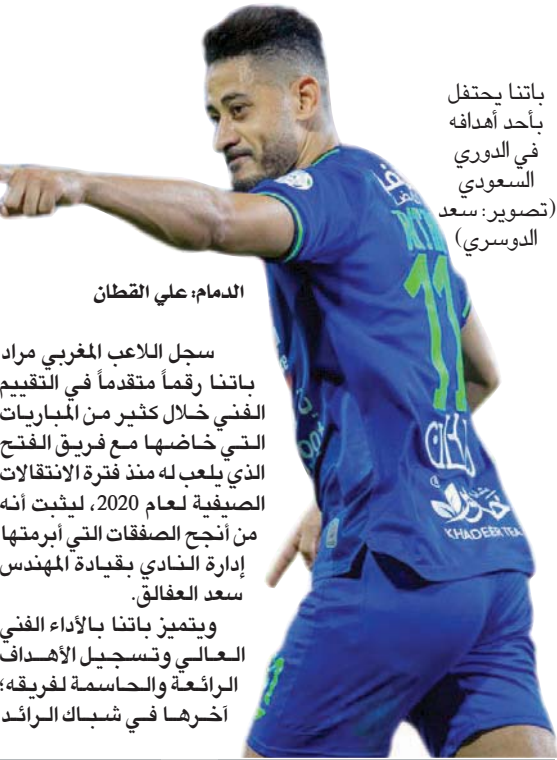 باتنا يحتفل
بأحد أهدافه
في الدوري
السعودي
(تصوير: سعد
الدوسري)
11
KHADEER TEA
الدمام: علي القطان
سجل اللاعب المغربي مراد
باتنا رقماً متقدماً في التقييم
الفني خلال كثير من المباريات
التي خاضها مع فريق الفتح
الذي يلعب له منذ فترة الانتقالات
الصيفية لعام 2020، ليثبت أنه
من أنجح الصفقات التي أبرمتها
إدارة النادي بقيادة المهندس
سعد العفالق.
ويتميز باتنا بالأداء الفني
العالي وتسجيل الأهداف
الرائعة والحاسمة لفريقه؛
آخرها في شباك الرائد